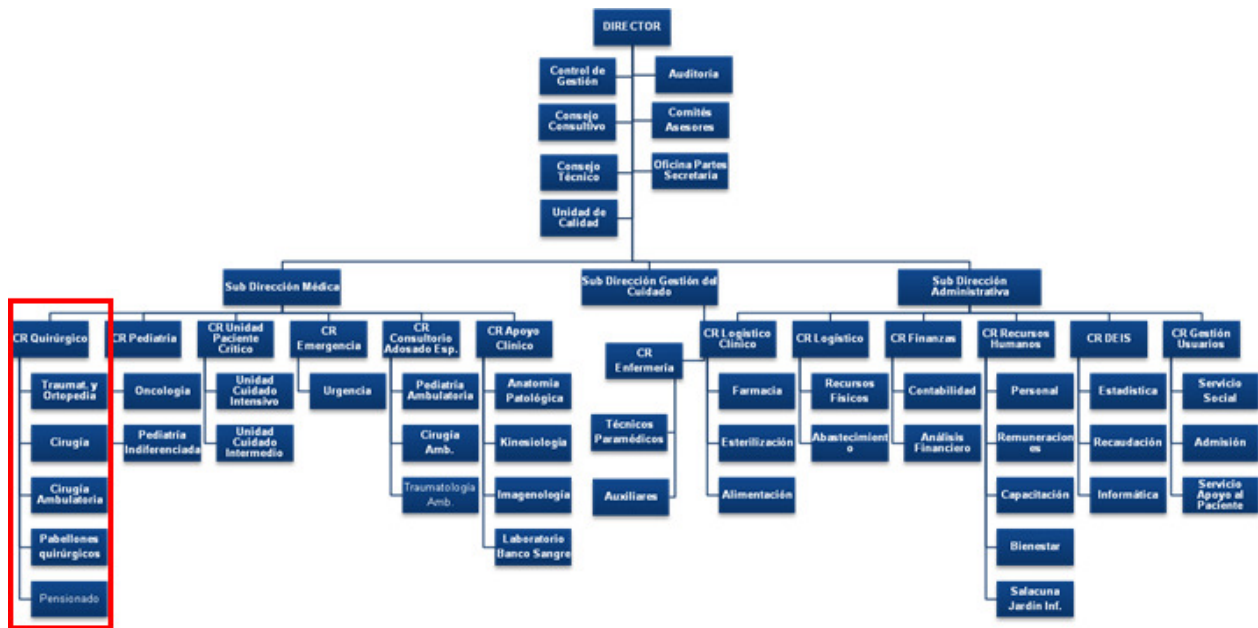 DIRECTOR
Control de
Gestión
Auditoría
Consejo
Consultivo
Comités
Asesores
Consejo
Técnico
Oficina Partes
Secretaría
Unidad de
Calidad
Sub Dirección Médica
Sub Dirección Gestión del
Cuidado
Sub Dirección
Administrativa
CR Quirúrgico
Traumat. y
Ortopedia
Cirugía
Cirugía
Ambulatoria
Pabellones
quirúrgicos
Pensionado
CR Pediatría
Oncología
Pediatría
Indiferenciada
CR Unidad
Paciente
Crítico
Unidad
Cuidado
Intensivo
Unidad
Cuidado
Intermedio
CR
Emergencia
Urgencia
CR
Consultorio
Adosado Esp.
Pediatría
Ambulatoria
Cirugía
Amb.
Traumatología
Amb.
CR Apoyo
Clínico
Anatomía
Patológica
Kinesiología
Imagenología
Laboratorio
Banco Sangre
CR
Enfermería
Técnicos
Paramédicos
Auxiliares
CR Logístico
Clínico
Farmacia
Esterilización
Alimentación
CR Logístico
Recursos
Físicos
Abastecimient
o
CR Finanzas
Contabilidad
Análisis
Financiero
CR Recursos
Humanos
Personal
Remuneracion
es
Capacitación
Bienestar
Salacuna
Jardín Inf.
CR DEIS
Estadística
Recaudación
Informática
CR Gestión
Usuarios
Servicio
Social
Admisión
Servicio
Apoyo al
Paciente